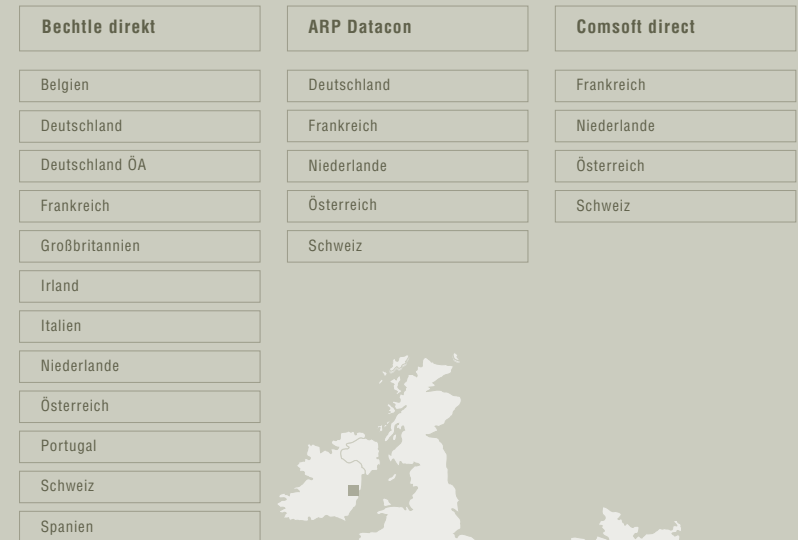 Bechtle direkt
Belgien
Deutschland
Deutschland ÖA
Frankreich
Großbritannien
Irland
Italien
Niederlande
Österreich
Portugal
Schweiz
Spanien
ARP Datacon
Deutschland
Frankreich
Niederlande
Österreich
Schweiz
Comsoft direct
Frankreich
Niederlande
Österreich
Schweiz